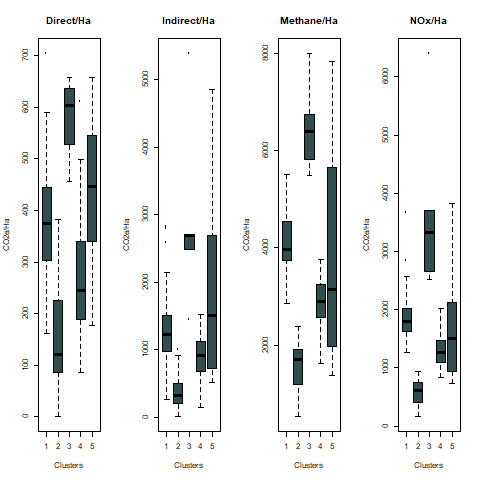 Direct/Ha
Indirect/Ha
Methane/Ha
NOx/Ha
CO2e/Ha
0
100
200
300
400
500
600
700
1 2 3 4 5
Clusters
CO2e/Ha
0
1000
2000
3000
4000
5000
1 2 3 4 5
Clusters
CO2e/Ha
2000
4000
6000
8000
1 2 3 4 5
Clusters
CO2e/Ha
0
1000
2000
3000
4000
5000
6000
1 2 3 4 5
Clusters